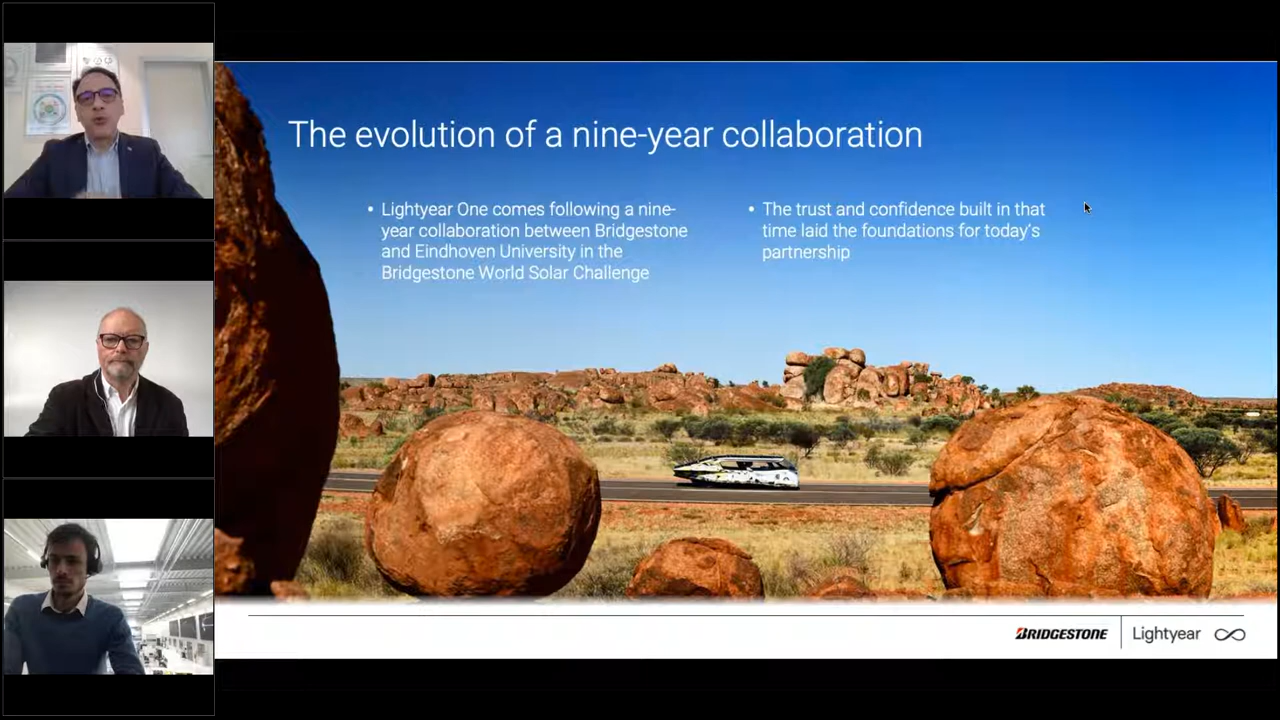 The evolution of a nine-year collaboration
• Lightyear One comes following a nine-
year collaboration between Bridgestone
and Eindhoven University in the
Bridgestone World Solar Challenge
• The trust and confidence built in that
time laid the foundations for today's
partnership
BRIDGESTONE
Lightyear